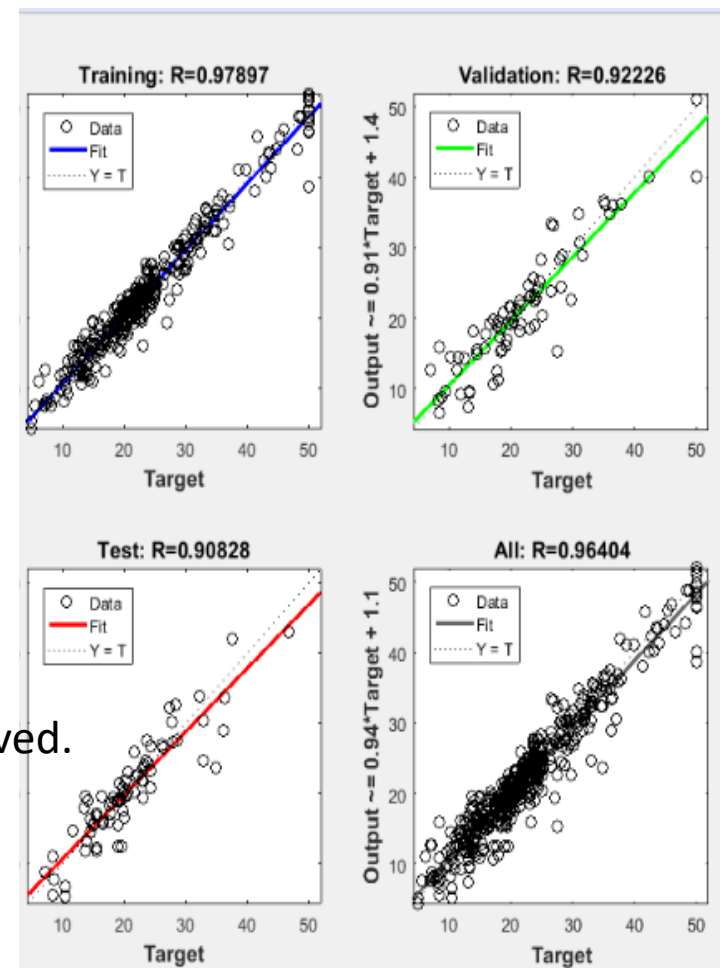 Training: R=0.97897
Data
Fit
Y = T
10 20 30 40 50
Target
Validation: R=0.92226
Output ~= 0.91*Target + 1.4
50
40
30
20
10
Data
Fit
Y = T
10 20 30 40 50
Target
Test: R=0.90828
Data
Fit
Y = T
10 20 30 40 50
Target
All: R=0.96404
Output ~= 0.94*Target + 1.1
50
40
30
20
10
Data
Fit
Y = T
10 20 30 40 50
Target